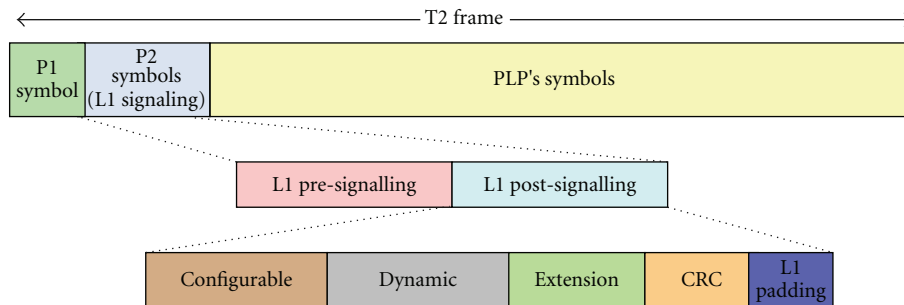 T2 frame
P1
symbol
P2
symbols
(L1 signaling)
PLP's symbols
L1 pre-signalling
L1 post-signalling
Configurable
Dynamic
Extension
CRC
L1
padding